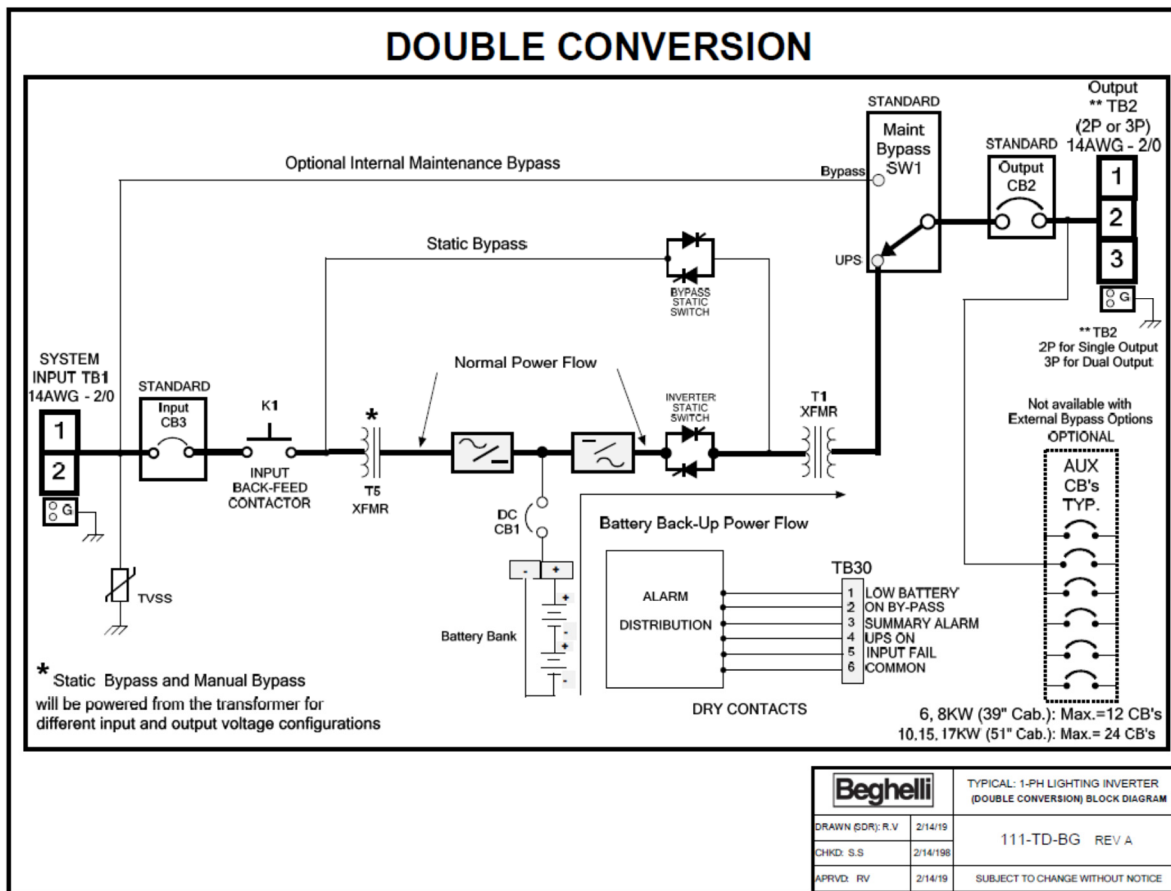 DOUBLE CONVERSION
Optional Internal Maintenance Bypass
Static Bypass
STANDARD
Maint
Bypass
SW1
Bypass
UPS
STANDARD
Output
CB2
Output
** TB2
(2P or 3P)
14AWG - 2/0
1
2
3
G
** TB2
2P for Single Output
3P for Dual Output
BYPASS
STATIC
SWITCH
Normal Power Flow
SYSTEM
INPUT TB1
14AWG - 2/0
1
2
G
STANDARD
Input
CB3
K1
INPUT
BACK-FEED
CONTACTOR
*
T5
XFMR
INVERTER
STATIC
SWITCH
T1
XFMR
DC
CB1
Battery Back-Up Power Flow
- +
+
-
+
-
Battery Bank
TVSS
ALARM
DISTRIBUTION
TB30
1 LOW BATTERY
2 ON BY-PASS
3 SUMMARY ALARM
4 UPS ON
5 INPUT FAIL
6 COMMON
DRY CONTACTS
Not available with
External Bypass Options
OPTIONAL
AUX
CB's
TYP.
6, 8KW (39" Cab.): Max.=12 CB's
10,15,17KW (51" Cab.): Max.= 24 CB's
* Static Bypass and Manual Bypass
will be powered from the transformer for
different input and output voltage configurations
Beghelli
TYPICAL: 1-PH LIGHTING INVERTER
(DOUBLE CONVERSION) BLOCK DIAGRAM
DRAWN (SDR): R.V 2/14/19
CHKD: S.S 2/14/198
APRVD: RV 2/14/19
111-TD-BG REV A
SUBJECT TO CHANGE WITHOUT NOTICE